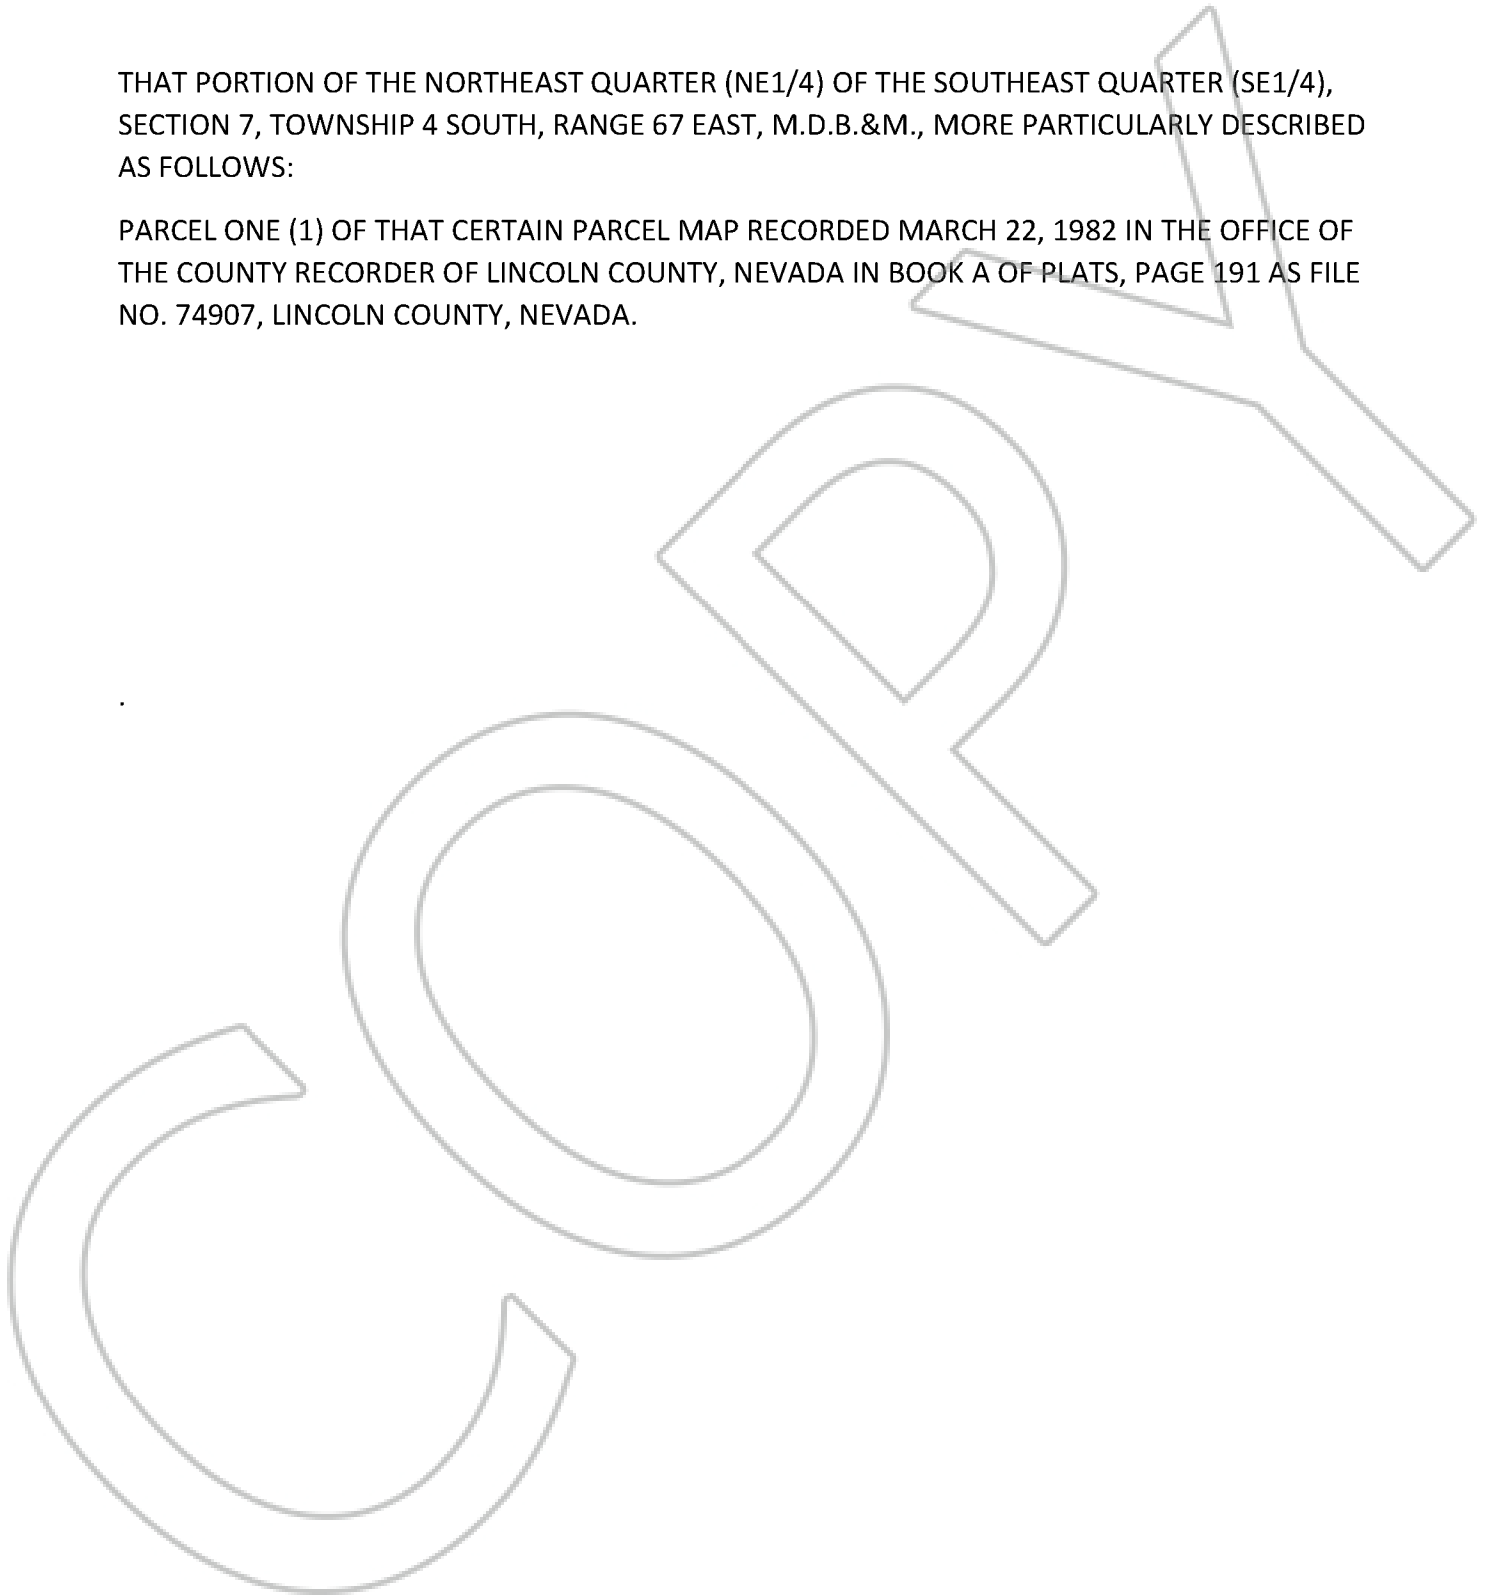 THAT PORTION OF THE NORTHEAST QUARTER (NE1/4) OF THE SOUTHEAST QUARTER (SE1/4),
SECTION 7, TOWNSHIP 4 SOUTH, RANGE 67 EAST, M.D.B.&M., MORE PARTICULARLY DESCRIBED
AS FOLLOWS:
PARCEL ONE (1) OF THAT CERTAIN PARCEL MAP RECORDED MARCH 22, 1982 IN THE OFFICE OF
THE COUNTY RECORDER OF LINCOLN COUNTY, NEVADA IN BOOK A OF PLATS, PAGE 191 AS FILE
NO. 74907, LINCOLN COUNTY, NEVADA.
.
COPY